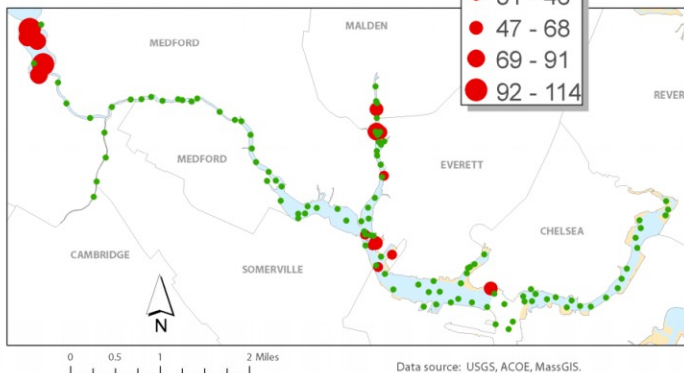 47 - 68
69 - 91
92 - 114
MALDEN
MEDFORD
REVER
MEDFORD
EVERETT
CHELSEA
CAMBRIDGE
SOMERVILLE
N
0 0.5 1 2 Miles
Data source: USGS, ACOE, MassGIS.